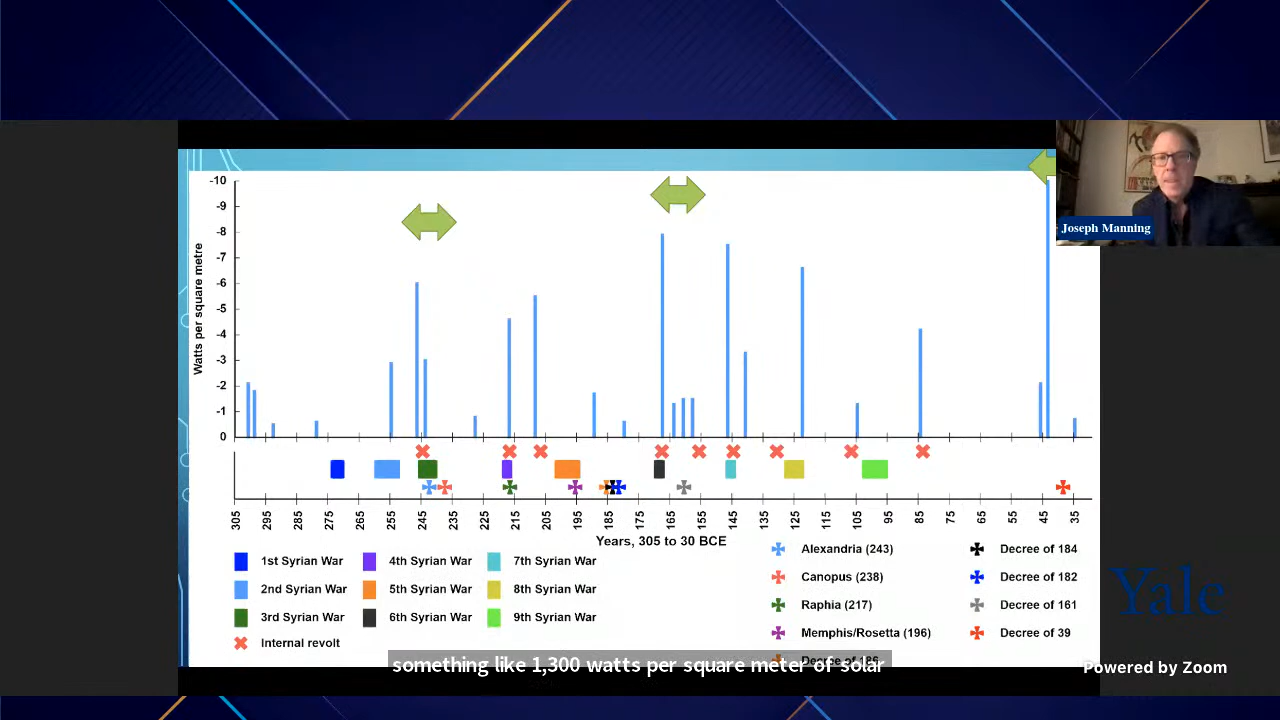 Joseph Manning
Watts per square metre
-10
-9
-8
-7
-6
-5
-4
-3
-2
-1
0
305
295
285
275
265
255
245
235
225
215
205
195
185
175
165
155
145
135
125
115
105
95
85
75
65
55
45
35
Years, 305 to 30 BCE
1st Syrian War
2nd Syrian War
3rd Syrian War
Internal revolt
4th Syrian War
5th Syrian War
6th Syrian War
7th Syrian War
8th Syrian War
9th Syrian War
Alexandria (243)
Canopus (238)
Raphia (217)
Memphis/Rosetta (196)
Decree of 186
Decree of 184
Decree of 182
Decree of 161
Decree of 39
something like 1,300 watts per square meter of solar
Yale
Powered by Zoom